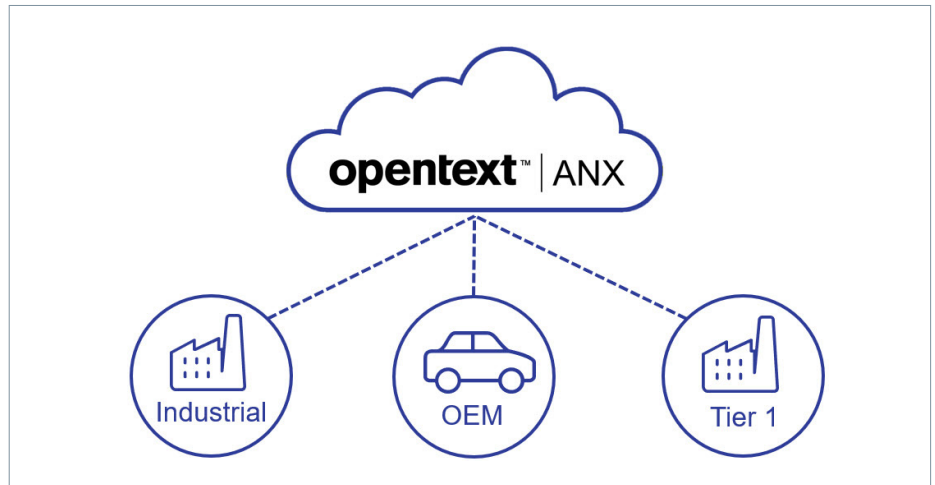 opentext™ | ANX
Industrial
OEM
Tier 1